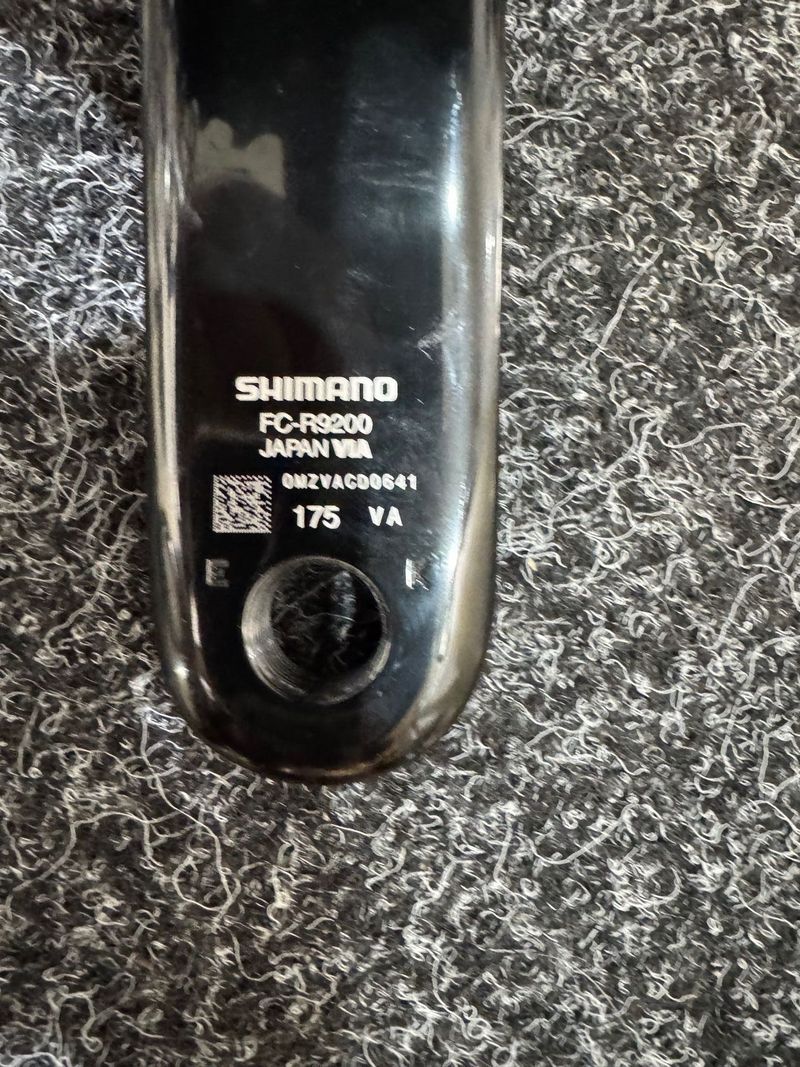 SHIMANO
FC-R9200
JAPAN VIA
0MZVACD0641
175 VA
E K